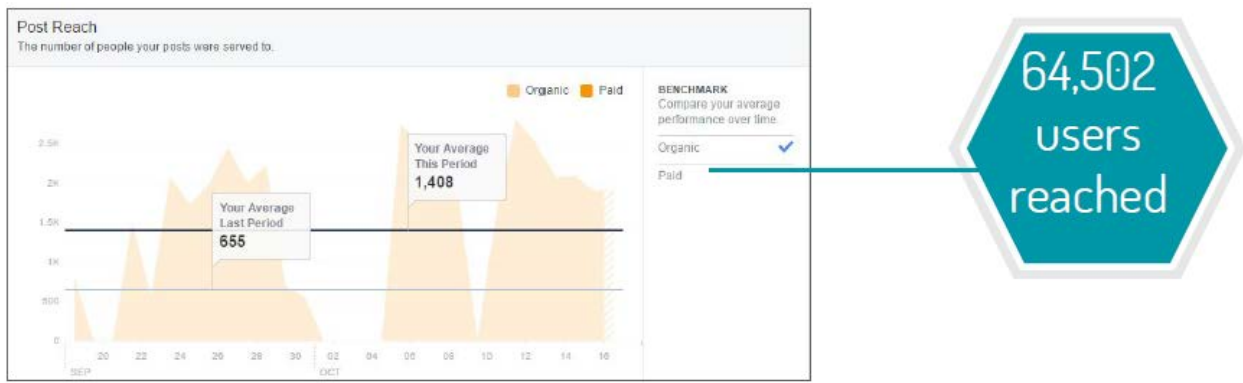 Post Reach
The number of people your posts were served to.
Organic Paid
BENCHMARK
Compare your average
performance over time.
Organic
Paid
2.5K
2K
1.5K
1K
500
0
Your Average
Last Period
655
Your Average
This Period
1,408
20 22 24 26 28 30 02 04 06 08 10 12 14 16
SEP OCT
64,502
users
reached